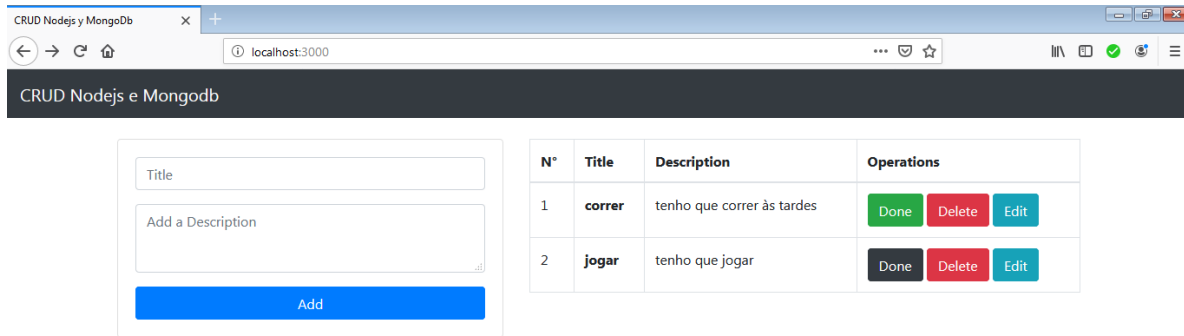 CRUD Nodejs y MongoDb
localhost:3000
CRUD Nodejs e Mongodb
Title
Add a Description
Add
N° Title Description Operations
1 correr tenho que correr às tardes Done Delete Edit
2 jogar tenho que jogar Done Delete Edit